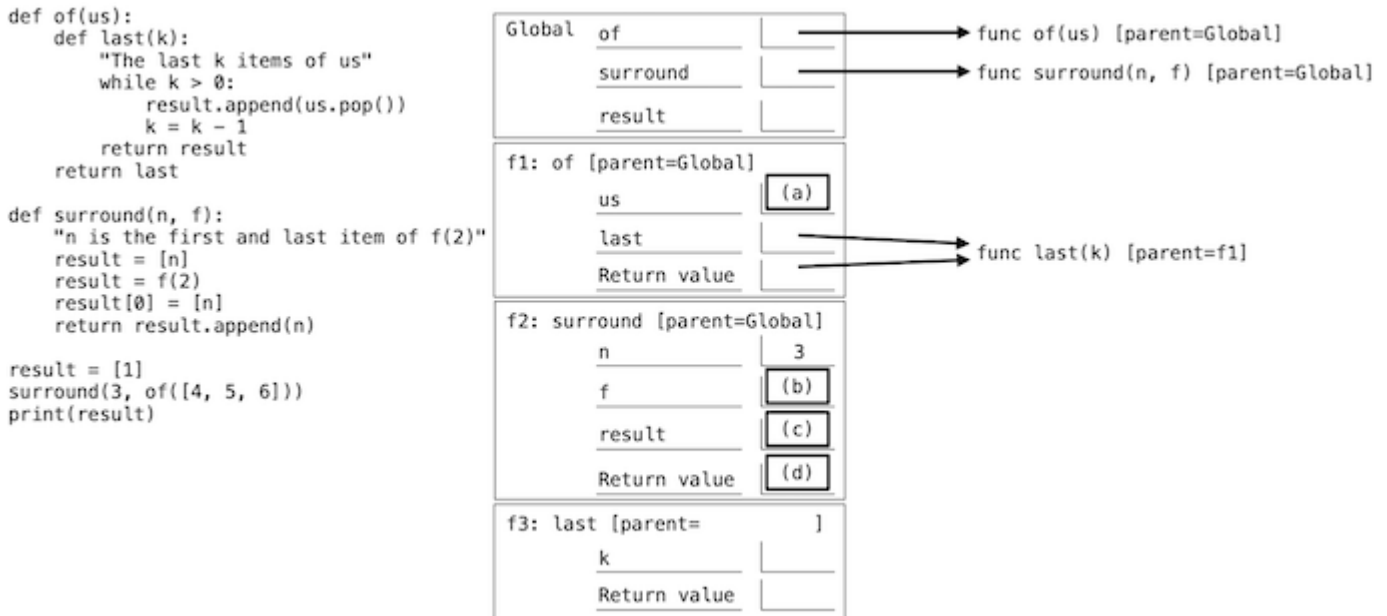 def of(us):
    def last(k):
        "The last k items of us"
        while k > 0:
            result.append(us.pop())
            k = k - 1
        return result
    return last

def surround(n, f):
    "n is the first and last item of f(2)"
    result = [n]
    result = f(2)
    result[0] = [n]
    return result.append(n)

result = [1]
surround(3, of([4, 5, 6]))
print(result)

Global of
surround
result
func of(us) [parent=Global]
func surround(n, f) [parent=Global]
f1: of [parent=Global]
us (a)
last
Return value
func last(k) [parent=f1]
f2: surround [parent=Global]
n 3
f (b)
result (c)
Return value (d)
f3: last [parent= ]
k
Return value